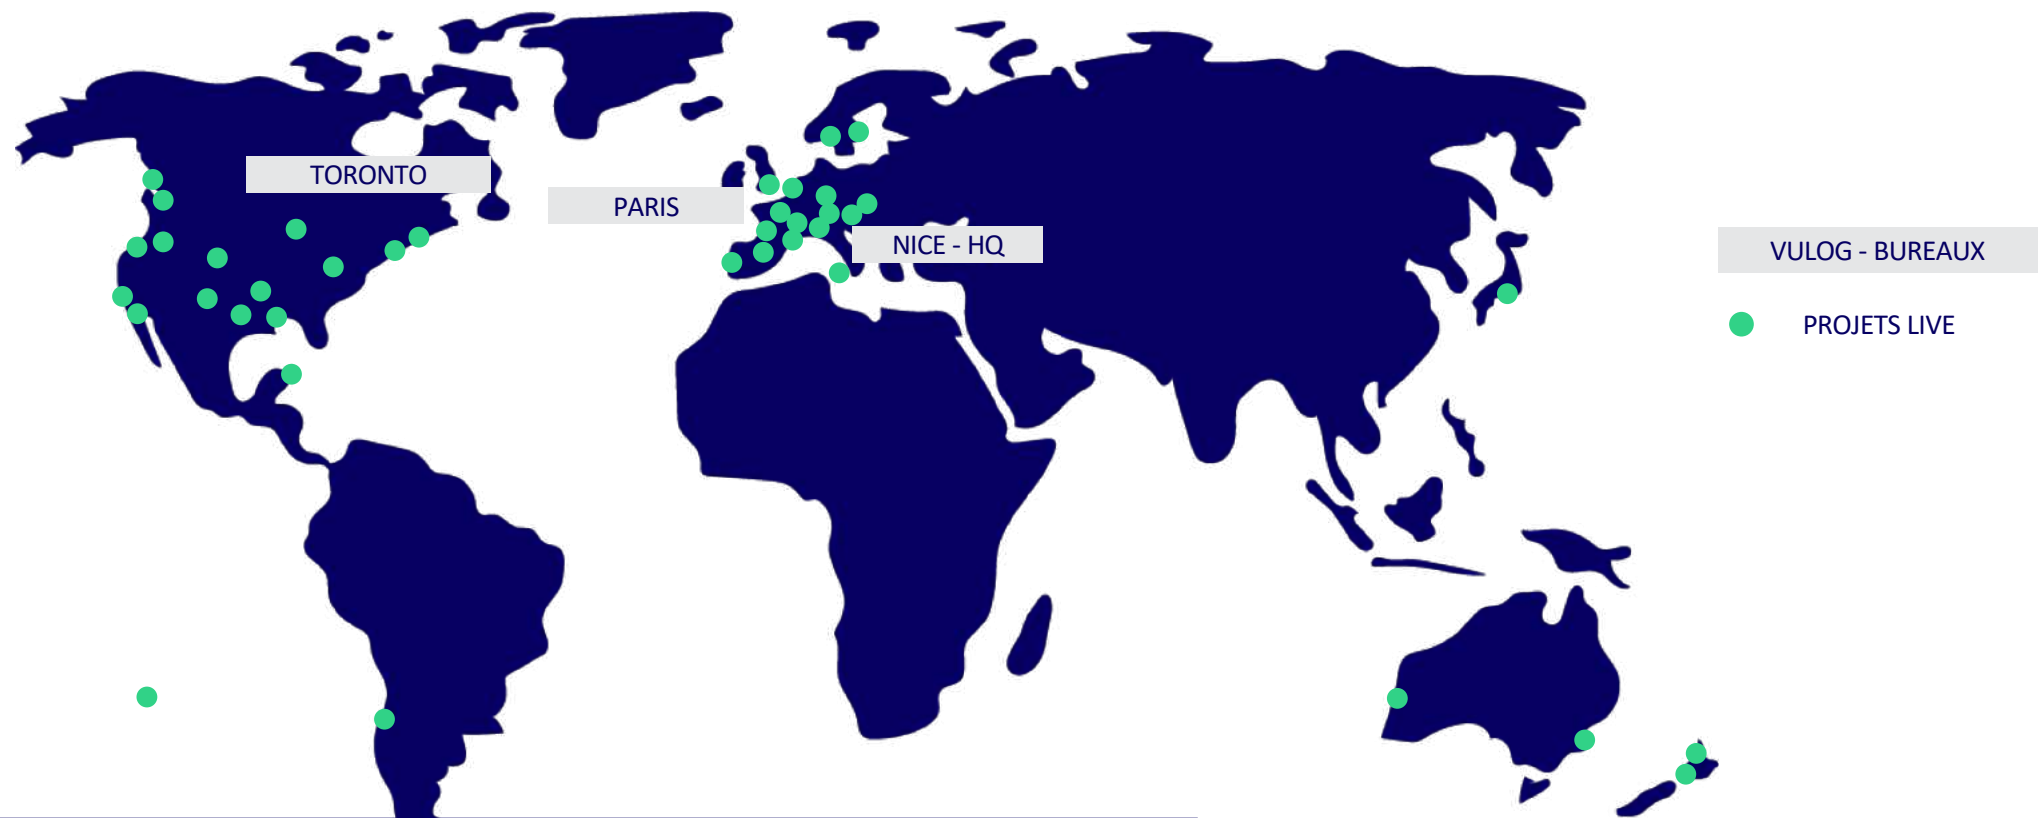 TORONTO
PARIS
NICE - HQ
VULOG - BUREAUX
PROJETS LIVE